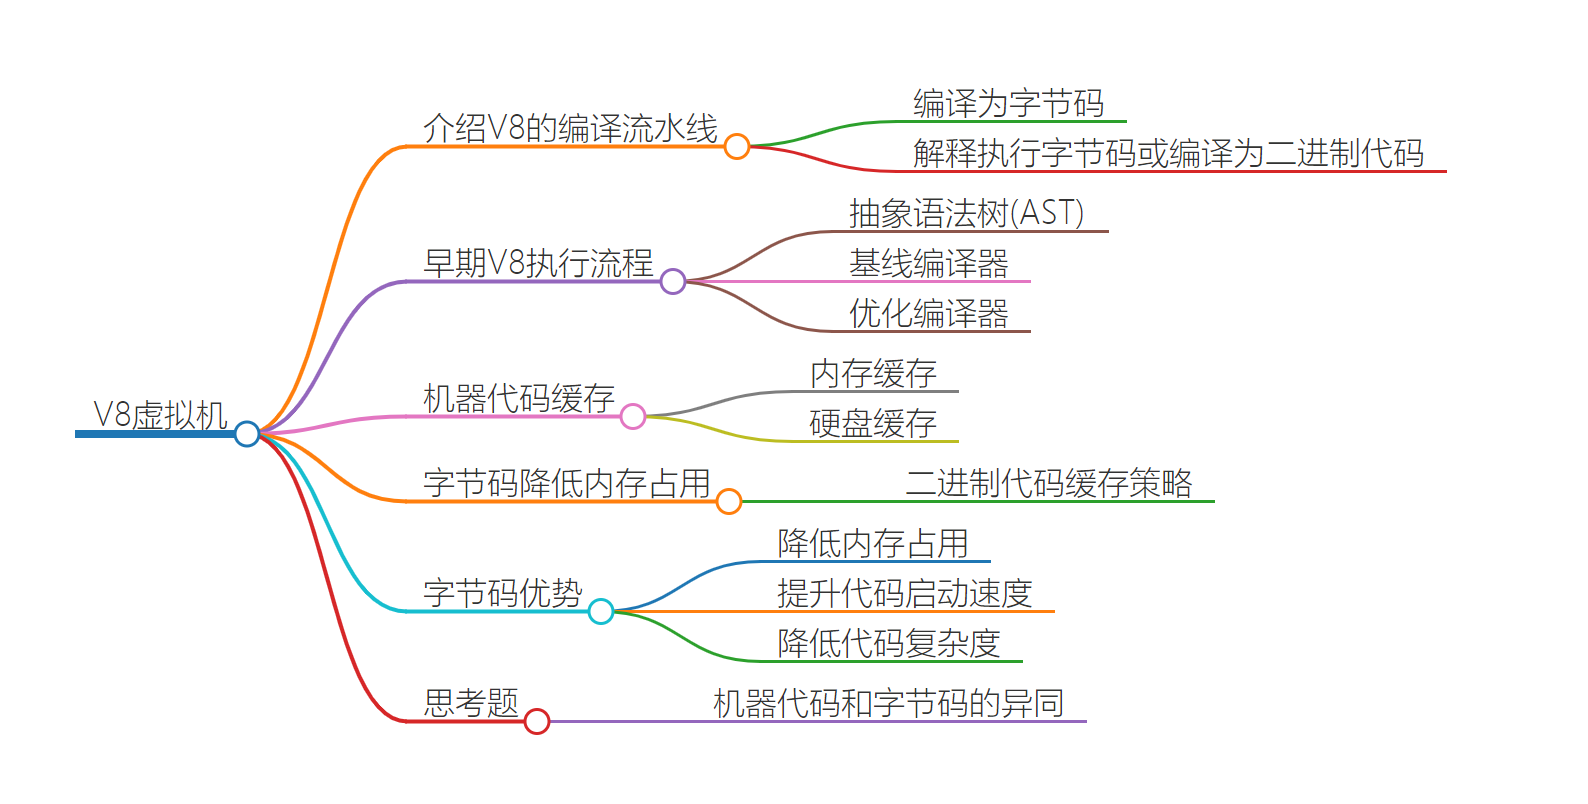 V8虚拟机
介绍V8的编译流水线
编译为字节码
解释执行字节码或编译为二进制代码
早期V8执行流程
抽象语法树(AST)
基线编译器
优化编译器
机器代码缓存
内存缓存
硬盘缓存
字节码降低内存占用
二进制代码缓存策略
字节码优势
降低内存占用
提升代码启动速度
降低代码复杂度
思考题
机器代码和字节码的异同